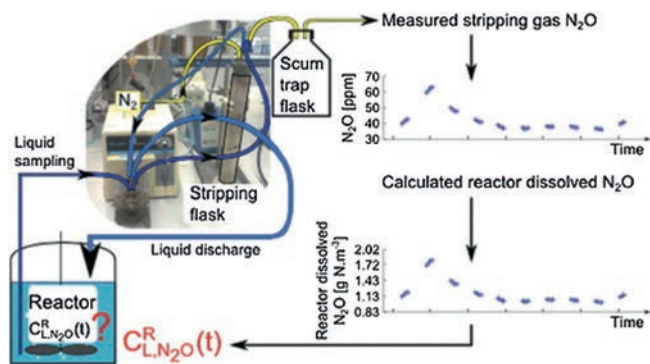 Measured stripping gas N₂O
Scum
trap
flask
N₂
Liquid
sampling
Stripping
flask
Liquid discharge
N₂O [ppm]
70
60
50
40
30
Time
Calculated reactor dissolved N₂O
Reactor dissolved
N₂O [g N.m⁻³]
2.02
1.72
1.43
1.13
0.83
Time
Reactor
C^R_L,N₂O(t)
?
C^R_L,N₂O(t)